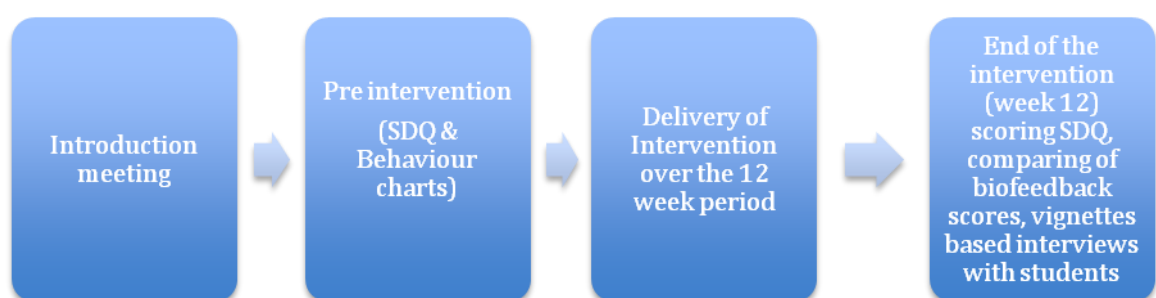 Introduction
meeting
Pre intervention
(SDQ &
Behaviour
charts)
Delivery of
Intervention
over the 12
week period
End of the
intervention
(week 12)
scoring SDQ,
comparing of
biofeedback
scores, vignettes
based interviews
with students